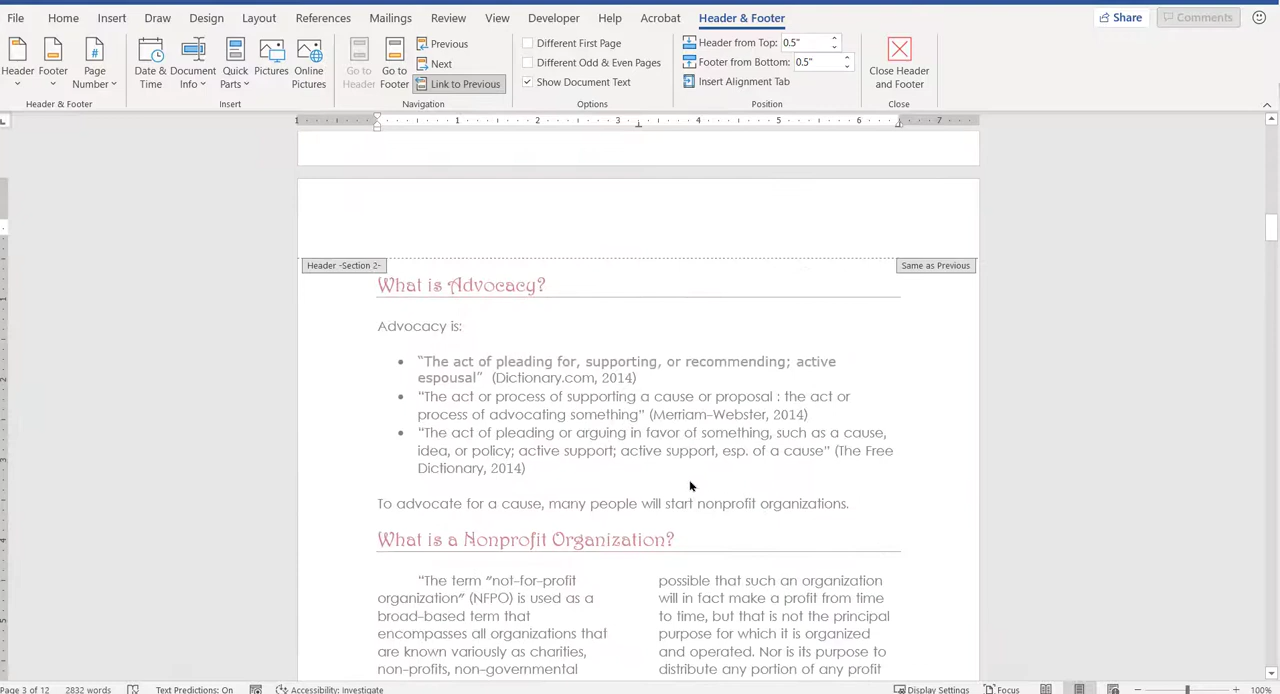 File Home Insert Draw Design Layout References Mailings Review View Developer Help Acrobat Header & Footer Share Comments
Header Footer Page Number
Header & Footer
Date & Time Document Info Quick Parts Pictures Online Pictures
Insert
Go to Header Go to Footer
Previous
Next
Link to Previous
Navigation
Different First Page
Different Odd & Even Pages
Show Document Text
Options
Header from Top: 0.5"
Footer from Bottom: 0.5"
Insert Alignment Tab
Position
Close Header and Footer
Close
1 1 2 3 4 5 6 7
Header -Section 2- Same as Previous
What is Advocacy?
Advocacy is:
• “The act of pleading for, supporting, or recommending; active
espousal” (Dictionary.com, 2014)
• “The act or process of supporting a cause or proposal : the act or
process of advocating something” (Merriam-Webster, 2014)
• “The act of pleading or arguing in favor of something, such as a cause,
idea, or policy; active support; active support, esp. of a cause” (The Free
Dictionary, 2014)
To advocate for a cause, many people will start nonprofit organizations.
What is a Nonprofit Organization?
“The term “not-for-profit
organization” (NFPO) is used as a
broad-based term that
encompasses all organizations that
are known variously as charities,
non-profits, non-governmental
possible that such an organization
will in fact make a profit from time
to time, but that is not the principal
purpose for which it is organized
and operated. Nor is its purpose to
distribute any portion of any profit
Page 3 of 12 2832 words Text Predictions: On Accessibility: Investigate Display Settings Focus 100%